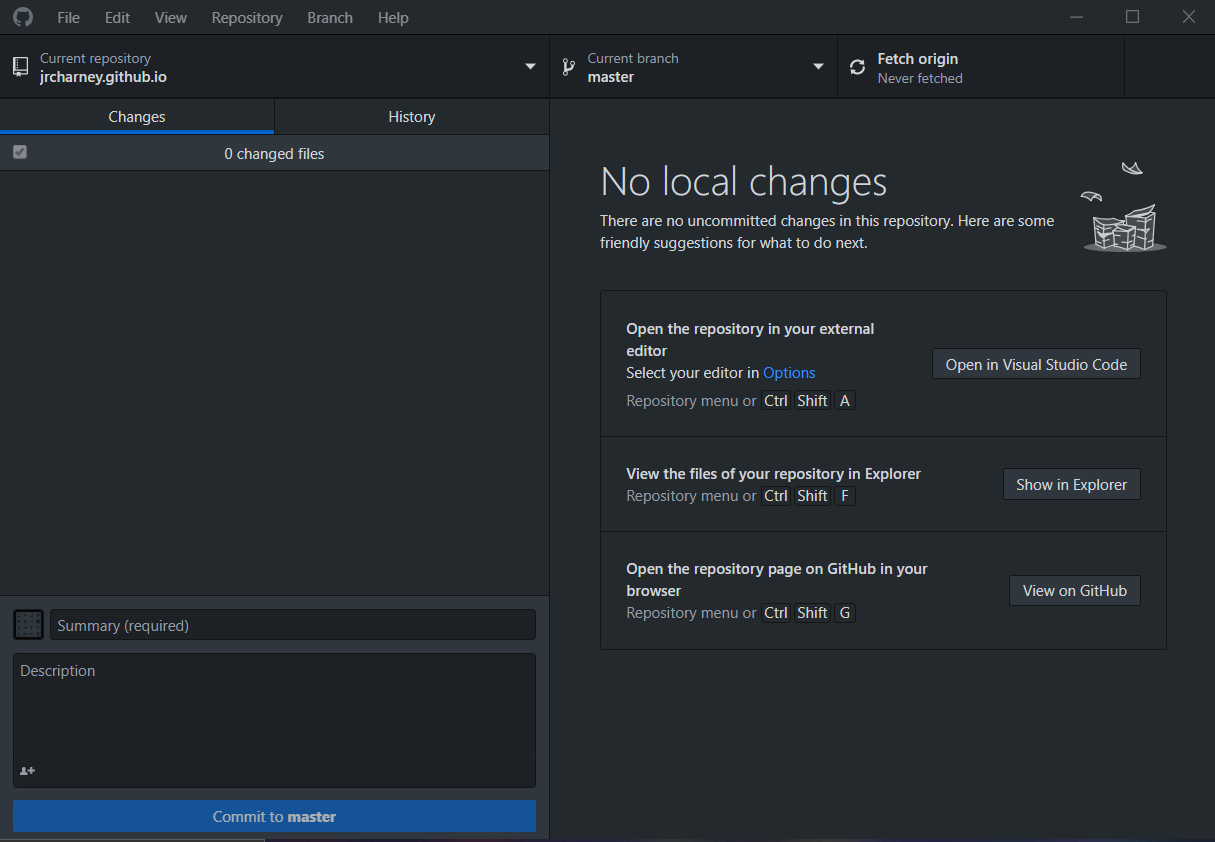 File Edit View Repository Branch Help
Current repository
jrcharney.github.io
Current branch
master
Fetch origin
Never fetched
Changes
History
0 changed files
No local changes
There are no uncommitted changes in this repository. Here are some
friendly suggestions for what to do next.
Open the repository in your external
editor
Select your editor in Options
Repository menu or Ctrl Shift A
Open in Visual Studio Code
View the files of your repository in Explorer
Repository menu or Ctrl Shift F
Show in Explorer
Open the repository page on GitHub in your
browser
Repository menu or Ctrl Shift G
View on GitHub
Summary (required)
Description
Commit to master